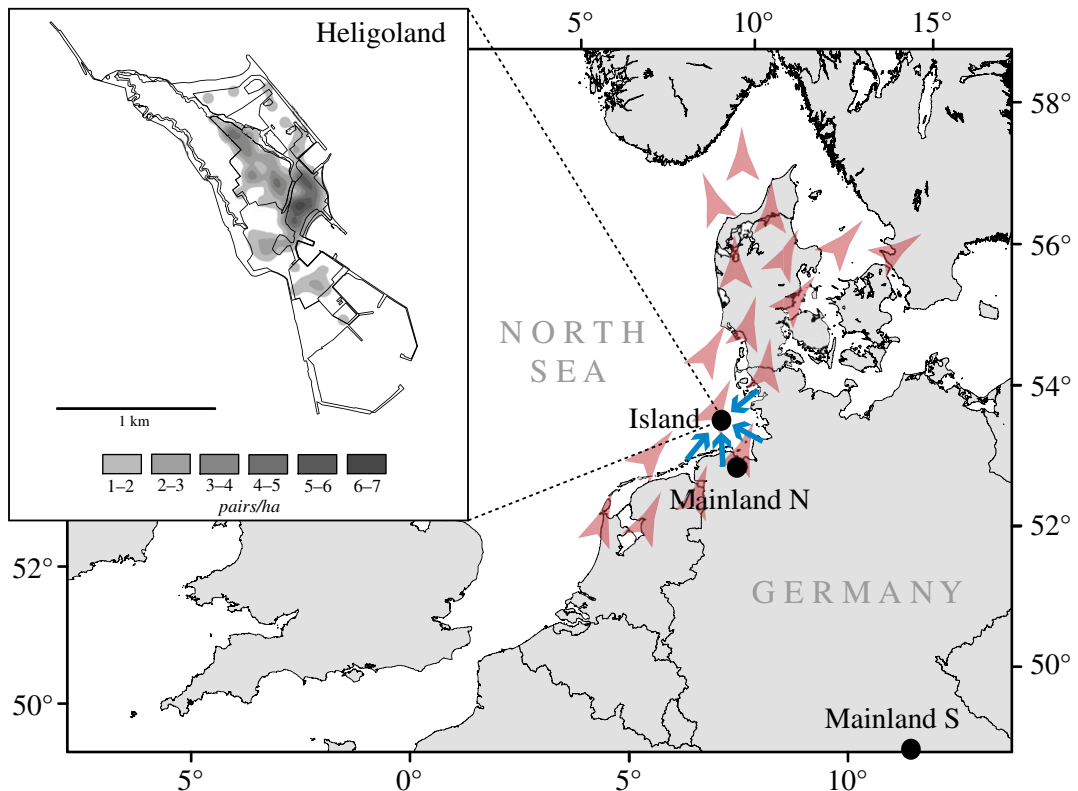 Heligoland
1 km
1–2 2–3 3–4 4–5 5–6 6–7
pairs/ha
5° 10° 15°
58°
56°
54°
52°
50°
52°
50°
5° 0° 5° 10°
NORTH
SEA
Island
Mainland N
GERMANY
Mainland S